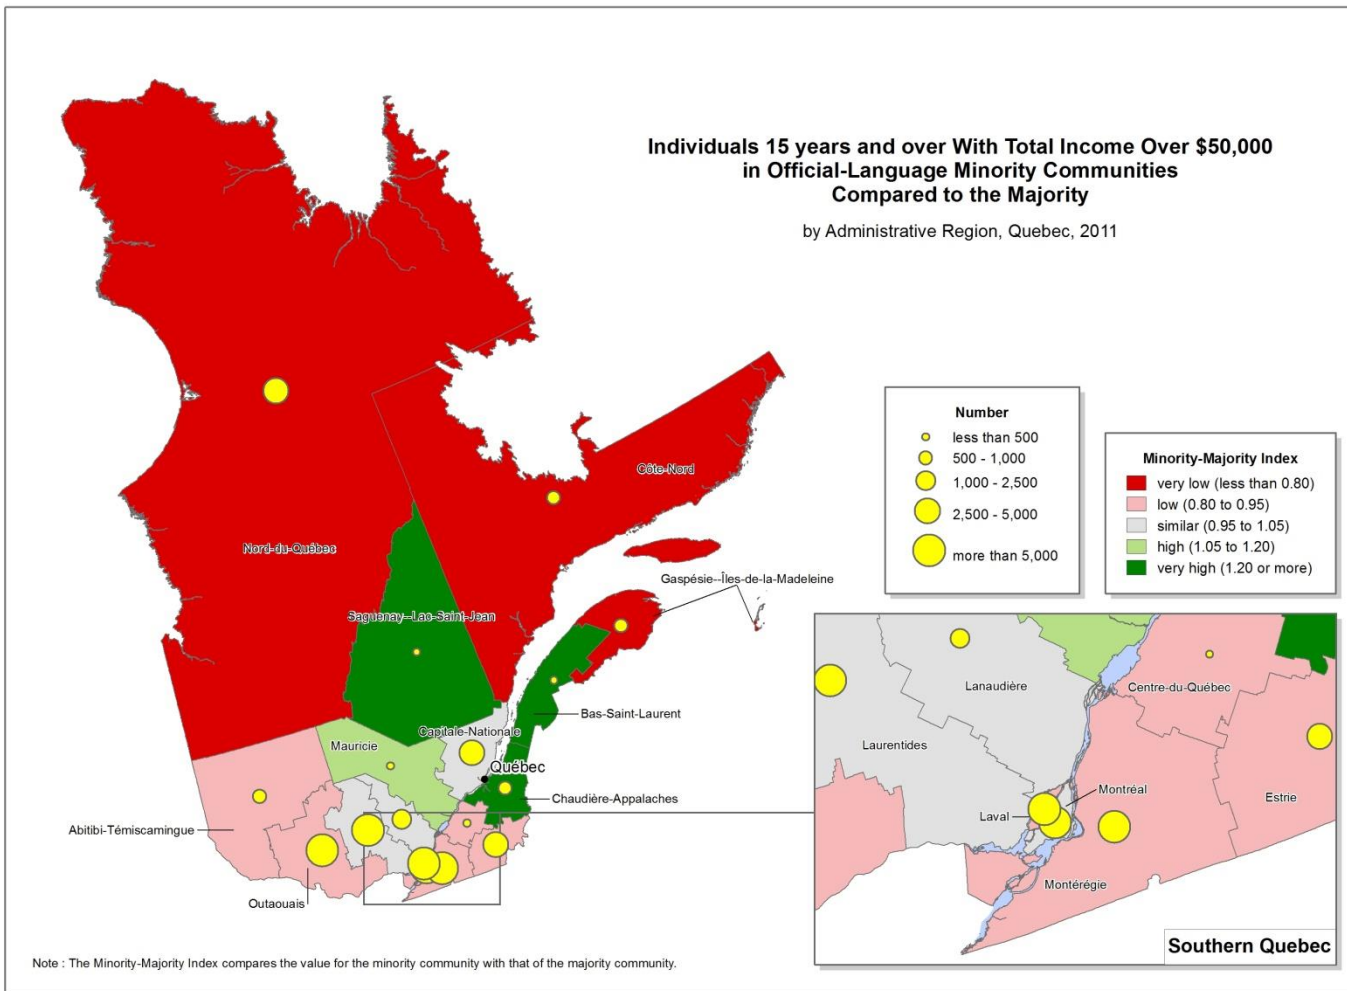 Individuals 15 years and over With Total Income Over $50,000
in Official-Language Minority Communities
Compared to the Majority
by Administrative Region, Quebec, 2011
Number
less than 500
500 - 1,000
1,000 - 2,500
2,500 - 5,000
more than 5,000
Minority-Majority Index
very low (less than 0.80)
low (0.80 to 0.95)
similar (0.95 to 1.05)
high (1.05 to 1.20)
very high (1.20 or more)
Côte-Nord
Nord-du-Québec
Gaspésie--Îles-de-la-Madeleine
Saguenay--Lac-Saint-Jean
Bas-Saint-Laurent
Capitale-Nationale
Mauricie
Québec
Chaudière-Appalaches
Abitibi-Témiscamingue
Outaouais
Lanaudière
Centre-du-Québec
Laurentides
Montréal
Estrie
Laval
Montérégie
Southern Quebec
Note : The Minority-Majority Index compares the value for the minority community with that of the majority community.